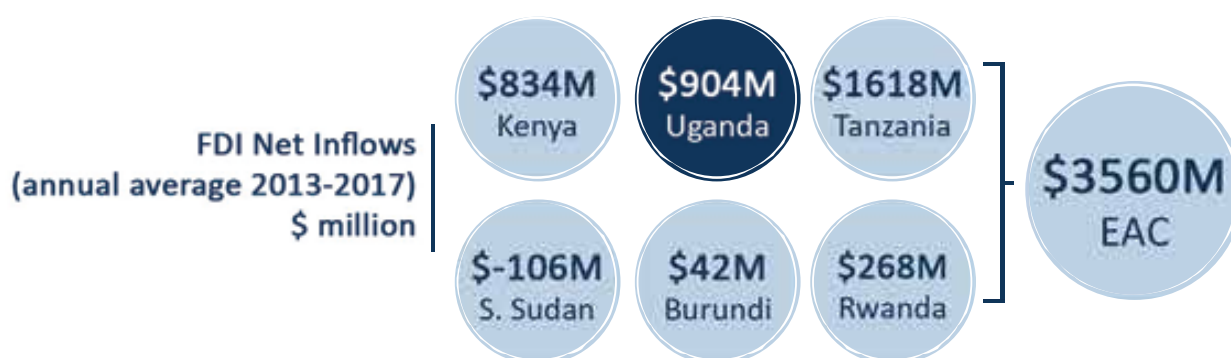 FDI Net Inflows
(annual average 2013-2017)
$ million
$834M
Kenya
$904M
Uganda
$1618M
Tanzania
$-106M
S. Sudan
$42M
Burundi
$268M
Rwanda
$3560M
EAC